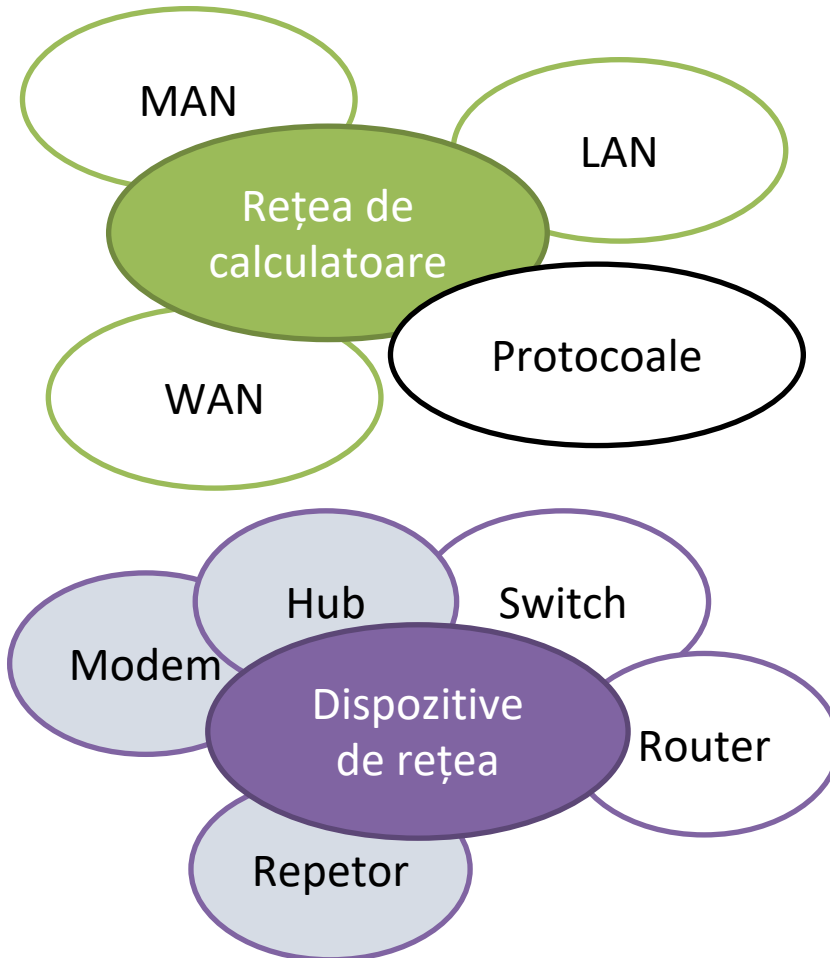 MAN
LAN
Rețea de
calculatoare
Protocoale
WAN
Hub
Switch
Modem
Dispozitive
de rețea
Router
Repetor